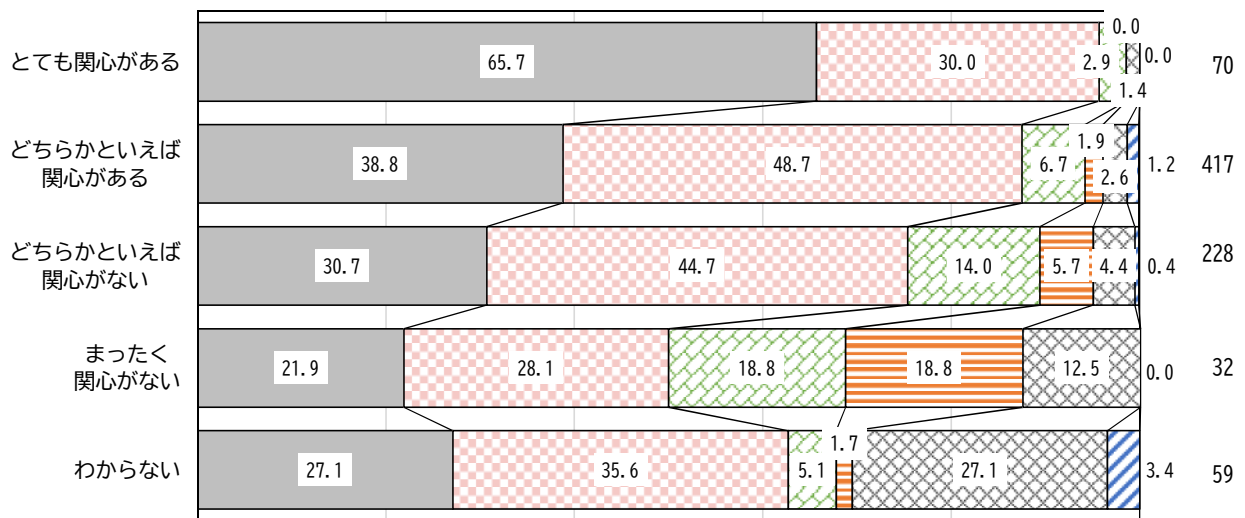 0.0
とても関心がある 65.7 30.0 2.9 0.0 70
1.4
どちらかといえば
関心がある
38.8 48.7 6.7 1.9 2.6 1.2 417
どちらかといえば
関心がない
30.7 44.7 14.0 5.7 4.4 0.4 228
まったく
関心がない
21.9 28.1 18.8 18.8 12.5 0.0 32
1.7
わからない 27.1 35.6 5.1 27.1 3.4 59